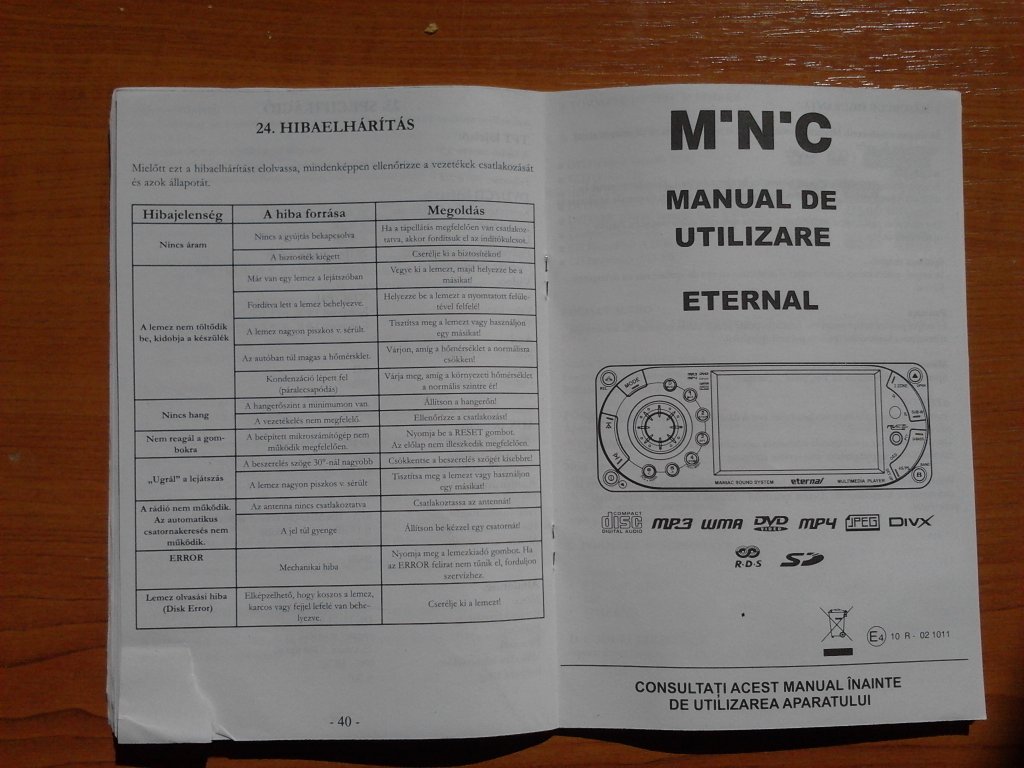 24. HIBAELHÁRÍTÁS
Mielőtt ezt a hibaelhárítást elolvassa, mindenképpen ellenőrizze a vezetékek csatlakozását
és azok állapotát.
Hibajelenség A hiba forrása Megoldás
Nincs áram
Nincs a gyújtás bekapcsolva
Ha a tápellátás megfelelően van csatlakoz-
tatva, akkor fordítsuk el az indítókulcsot.
A biztosíték kiégett
Cserélje ki a biztosítékot!
A lemez nem töltődik
be, kidobja a készülék
Már van egy lemez a lejátszóban
Vegye ki a lemezt, majd helyezze be a
másikat!
Fordítva lett a lemez behelyezve.
Helyezze be a lemezt a nyomtatott felüle-
tével felfelé!
A lemez nagyon piszkos v. sérült.
Tisztítsa meg a lemezt vagy használjon
egy másikat!
Az autóban túl magas a hőmérséklet.
Várjon, amíg a hőmérséklet a normálisra
csökken!
Kondenzáció lépett fel
(páralecsapódás)
Várja meg, amíg a környezeti hőmérséklet
a normális szintre ér!
Nincs hang
A hangerőszint a minimumon van.
Állítson a hangerőn!
A vezetékelés nem megfelelő.
Ellenőrizze a csatlakozást!
Nem reagál a gom-
bokra
A beépített mikroszámítógép nem
működik megfelelően.
Nyomja be a RESET gombot.
Az előlap nem illeszkedik megfelelően.
„Ugrál” a lejátszás
A beszerelés szöge 30°-nál nagyobb
Csökkentse a beszerelés szögét kisebbre!
A lemez nagyon piszkos v. sérült
Tisztítsa meg a lemezt vagy használjon
egy másikat!
A rádió nem működik.
Az automatikus
csatornakeresés nem
működik.
Az antenna nincs csatlakoztatva
Csatlakoztassa az antennát!
A jel túl gyenge
Állítson be kézzel egy csatornát!
ERROR
Mechanikai hiba
Nyomja meg a lemezkiadó gombot. Ha
az ERROR felirat nem tűnik el, forduljon
szervízhez.
Lemez olvasási hiba
(Disk Error)
Elképzelhető, hogy koszos a lemez,
karcos vagy fejjel lefelé van behe-
lyezve.
Cserélje ki a lemezt!
- 40 -
M·N·C
MANUAL DE
UTILIZARE
ETERNAL
MODE
MANIAC SOUND SYSTEM eternal MULTIMEDIA PLAYER
COMPACT disc DIGITAL AUDIO MP3 WMA DVD VIDEO MP4 JPEG DIVX
R·D·S SD
E4 10 R - 02 1011
CONSULTAȚI ACEST MANUAL ÎNAINTE
DE UTILIZAREA APARATULUI